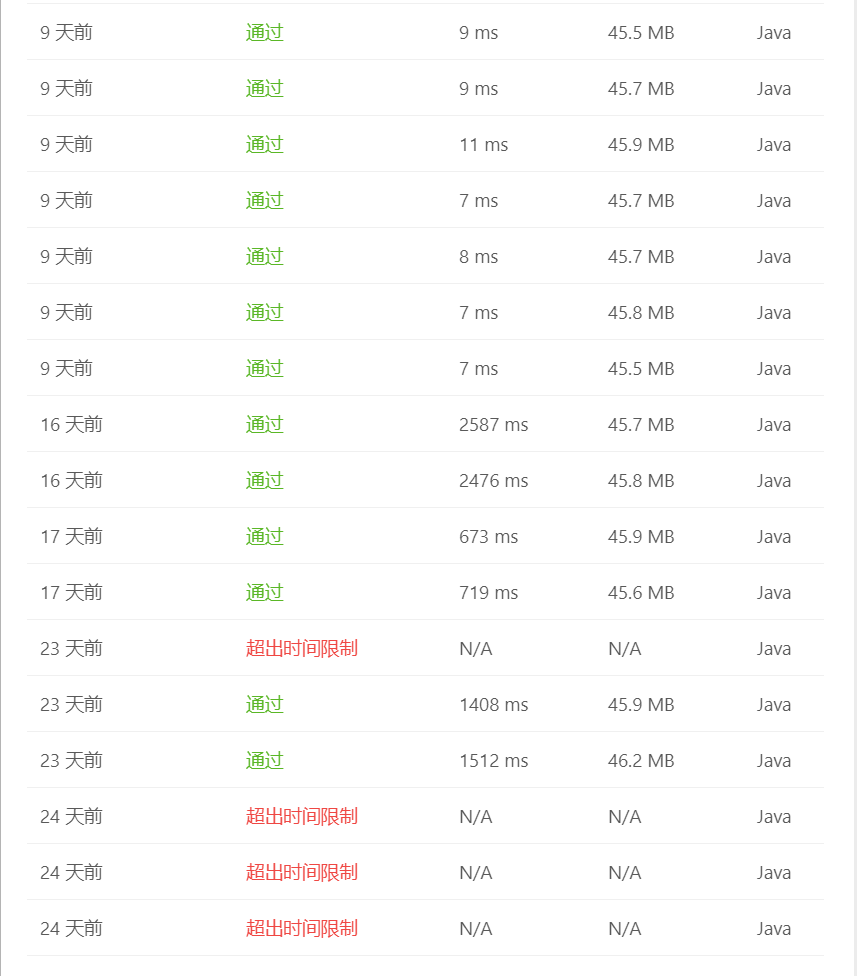 9 天前 通过 9 ms 45.5 MB Java
9 天前 通过 9 ms 45.7 MB Java
9 天前 通过 11 ms 45.9 MB Java
9 天前 通过 7 ms 45.7 MB Java
9 天前 通过 8 ms 45.7 MB Java
9 天前 通过 7 ms 45.8 MB Java
9 天前 通过 7 ms 45.5 MB Java
16 天前 通过 2587 ms 45.7 MB Java
16 天前 通过 2476 ms 45.8 MB Java
17 天前 通过 673 ms 45.9 MB Java
17 天前 通过 719 ms 45.6 MB Java
23 天前 超出时间限制 N/A N/A Java
23 天前 通过 1408 ms 45.9 MB Java
23 天前 通过 1512 ms 46.2 MB Java
24 天前 超出时间限制 N/A N/A Java
24 天前 超出时间限制 N/A N/A Java
24 天前 超出时间限制 N/A N/A Java